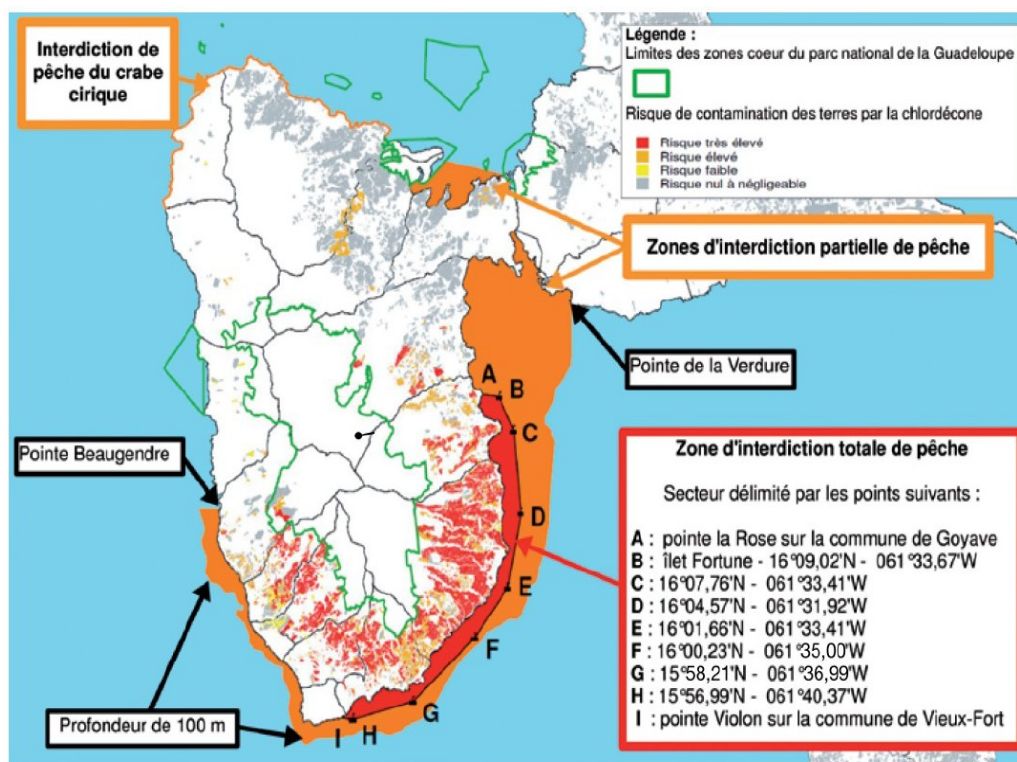 Interdiction de
pêche du crabe
cirique
Légende :
Limites des zones coeur du parc national de la Guadeloupe
Risque de contamination des terres par la chlordécone
Risque très élevé
Risque élevé
Risque faible
Risque nul à négligeable
Zones d'interdiction partielle de pêche
Pointe de la Verdure
A
B
C
D
E
F
G
H
I
Pointe Beaugendre
Profondeur de 100 m
Zone d'interdiction totale de pêche
Secteur délimité par les points suivants :
A : pointe la Rose sur la commune de Goyave
B : îlet Fortune - 16°09,02'N - 061°33,67'W
C : 16°07,76'N - 061°33,41'W
D : 16°04,57'N - 061°31,92'W
E : 16°01,66'N - 061°33,41'W
F : 16°00,23'N - 061°35,00'W
G : 15°58,21'N - 061°36,99'W
H : 15°56,99'N - 061°40,37'W
I : pointe Violon sur la commune de Vieux-Fort